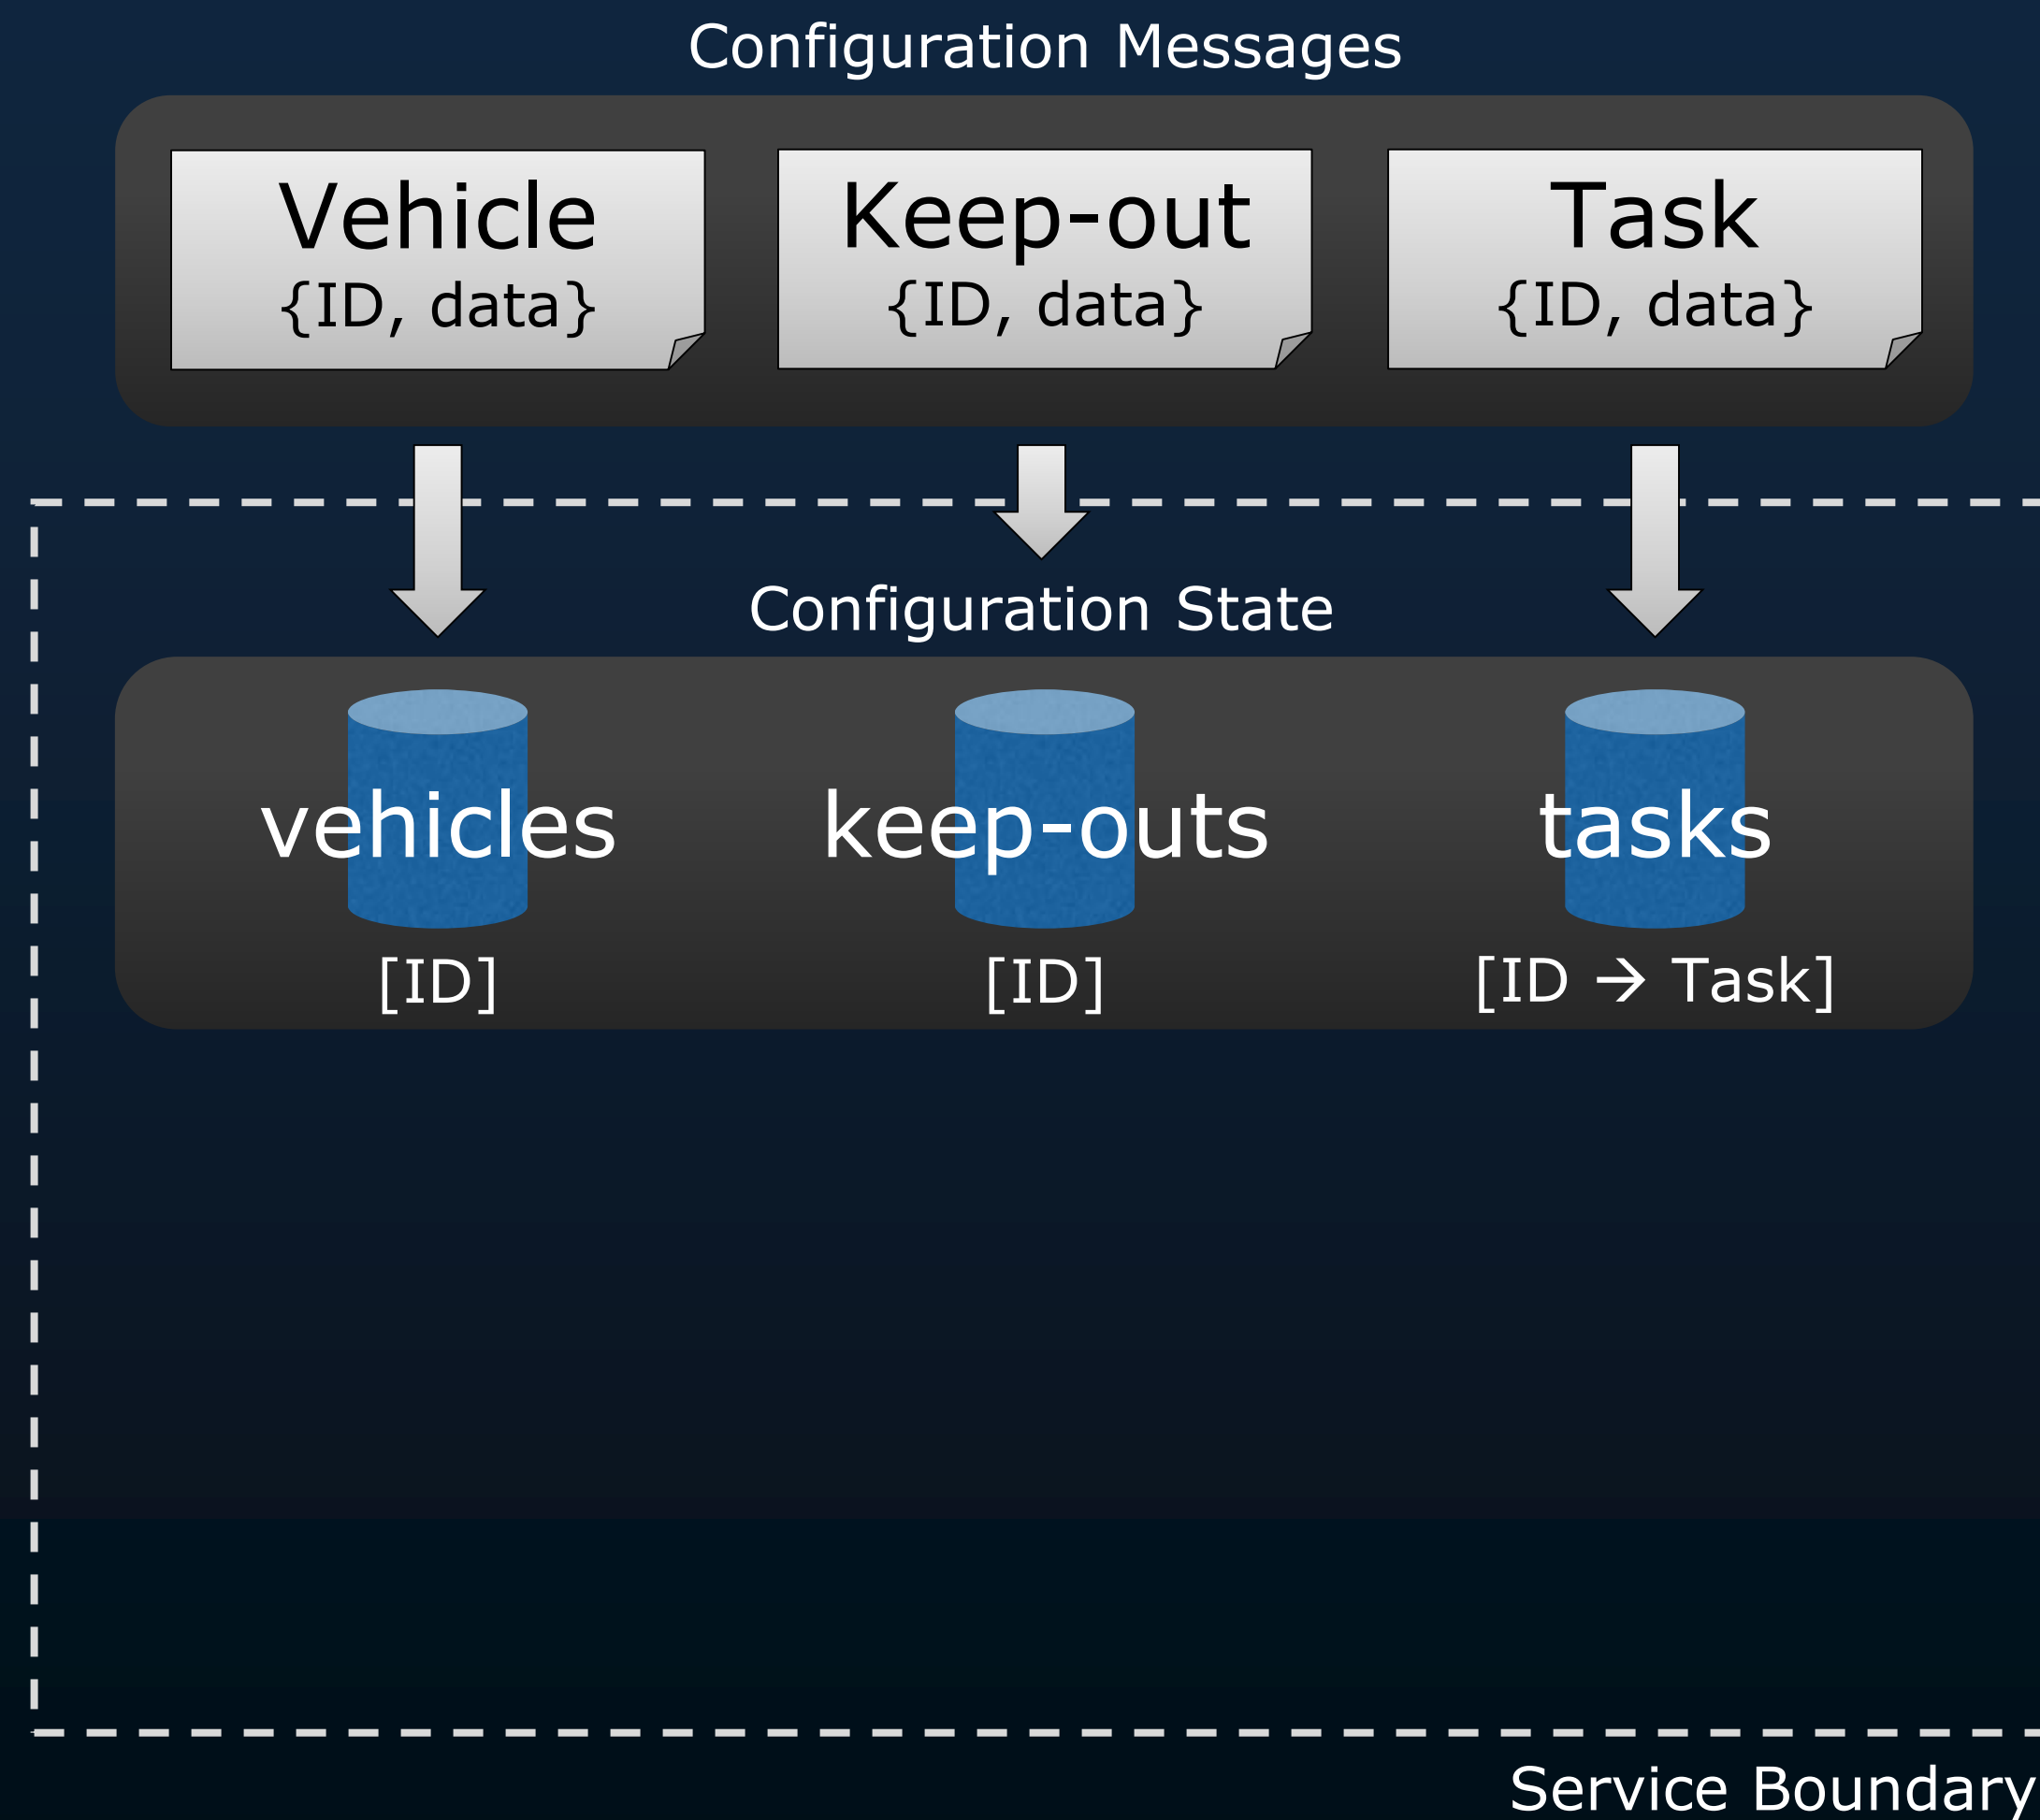 Configuration Messages
Vehicle
{ID, data}
Keep-out
{ID, data}
Task
{ID, data}
Configuration State
vehicles
[ID]
keep-outs
[ID]
tasks
[ID → Task]
Service Boundary